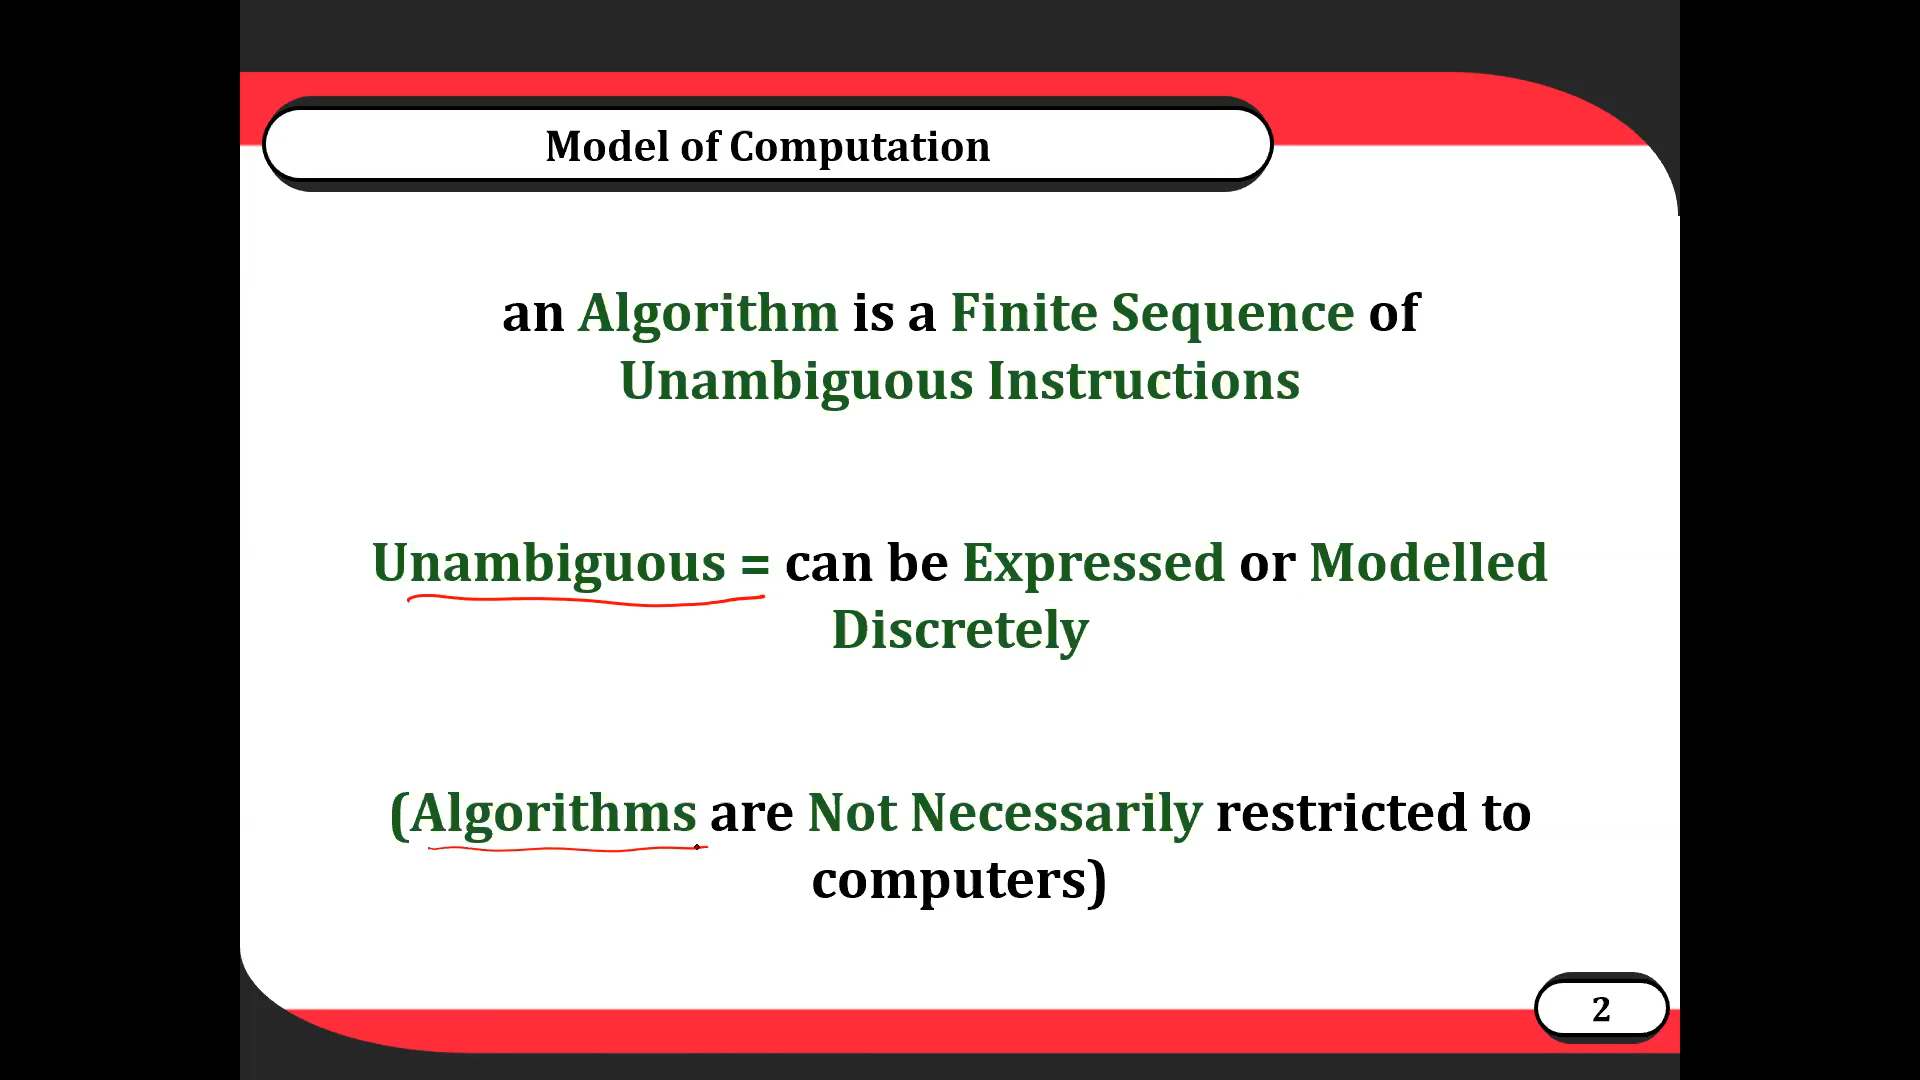 Model of Computation
an Algorithm is a Finite Sequence of
Unambiguous Instructions
Unambiguous = can be Expressed or Modelled
Discretely
(Algorithms are Not Necessarily restricted to
computers)
2